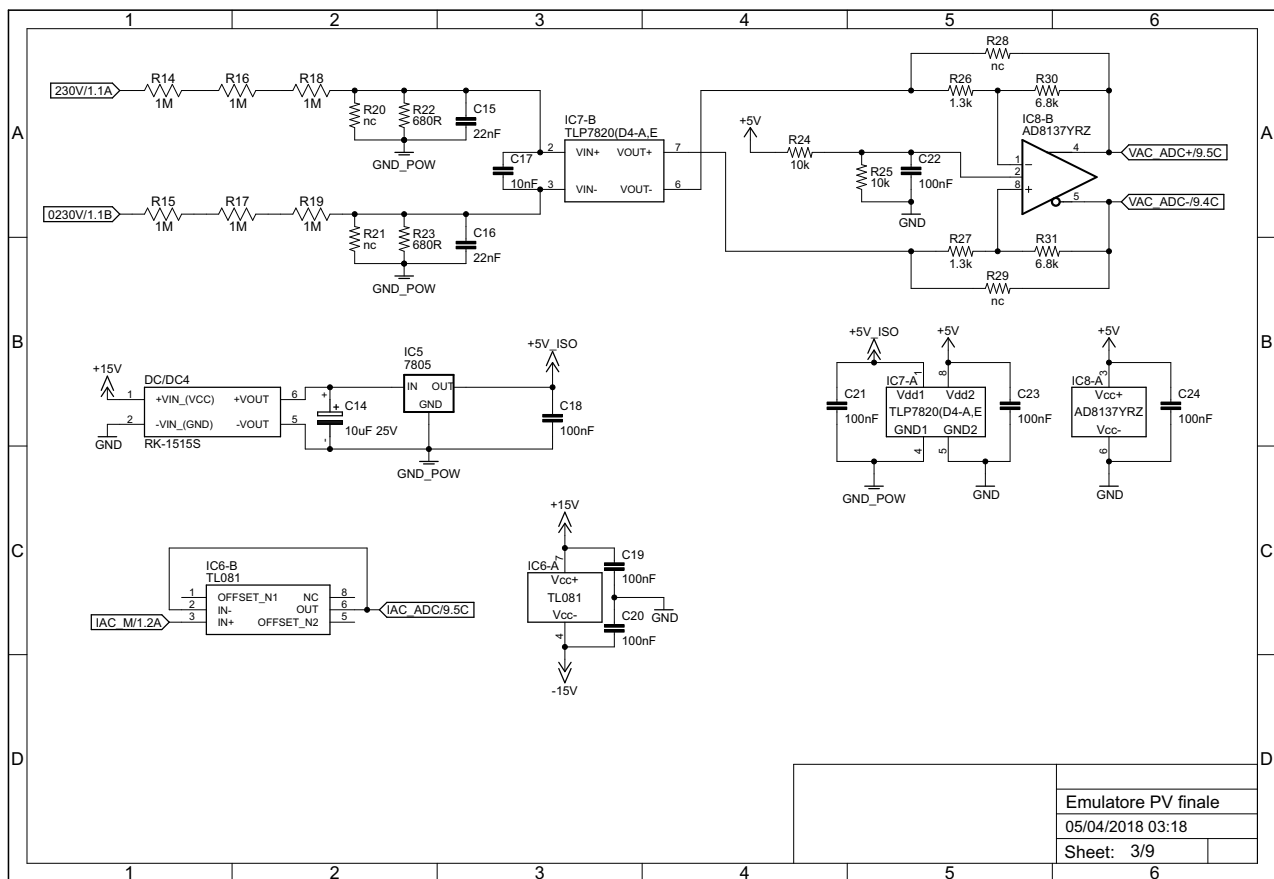 1 2 3 4 5 6
A
B
C
D
A
B
C
D
230V/1.1A
R14
1M
R16
1M
R18
1M
R20
nc
R22
680R
C15
22nF
GND_POW
0230V/1.1B
R15
1M
R17
1M
R19
1M
R21
nc
R23
680R
C16
22nF
GND_POW
C17
10nF
IC7-B
TLP7820(D4-A,E
2 VIN+ VOUT+ 7
3 VIN- VOUT- 6
+5V
R24
10k
R25
10k
C22
100nF
GND
R28
nc
R26
1.3k
R30
6.8k
IC8-B
AD8137YRZ
1
2
8
4
5
VAC_ADC+/9.5C
VAC_ADC-/9.4C
R27
1.3k
R31
6.8k
R29
nc
+15V
GND
DC/DC4
1 +VIN_(VCC) +VOUT 6
2 -VIN_(GND) -VOUT 5
RK-1515S
+
+
-
C14
10uF 25V
IC5
7805
IN OUT
GND
GND_POW
+5V_ISO
C18
100nF
+5V_ISO
+5V
C21
100nF
1 8
IC7-A
Vdd1 Vdd2
TLP7820(D4-A,E
GND1 GND2
4 5
C23
100nF
GND_POW
GND
+5V
3
IC8-A
Vcc+
AD8137YRZ
Vcc-
6
C24
100nF
GND
IC6-B
TL081
1 OFFSET_N1 NC 8
2 IN- OUT 6
3 IN+ OFFSET_N2 5
IAC_M/1.2A
IAC_ADC/9.5C
+15V
7
IC6-A
Vcc+
TL081
Vcc-
4
C19
100nF
C20
100nF
GND
-15V
Emulatore PV finale
05/04/2018 03:18
Sheet: 3/9
1 2 3 4 5 6